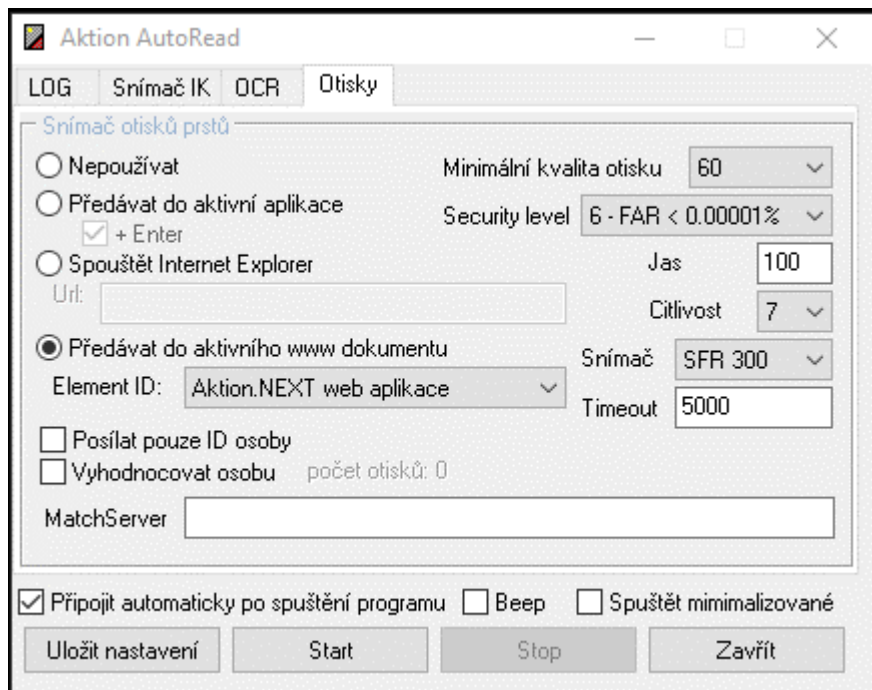 Aktion AutoRead
LOG Snímač IK OCR Otisky
Snímač otisků prstů
Nepoužívat
Minimální kvalita otisku 60
Předávat do aktivní aplikace
Security level 6 - FAR < 0.00001%
+ Enter
Spouštět Internet Explorer
Jas 100
Url:
Citlivost 7
Předávat do aktivního www dokumentu
Snímač SFR 300
Element ID: Aktion.NEXT web aplikace
Timeout 5000
Posílat pouze ID osoby
Vyhodnocovat osobu počet otisků: 0
MatchServer
Připojit automaticky po spuštění programu Beep Spuštět mimimalizované
Uložit nastavení Start Stop Zavřít